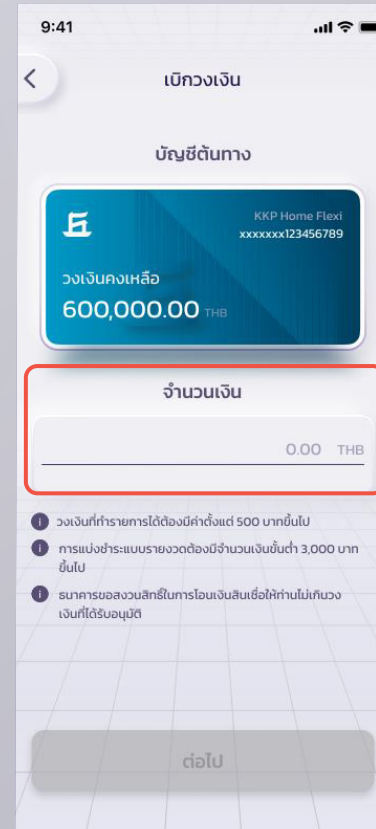 9:41
เบิกวงเงิน
บัญชีต้นทาง
KKP Home Flexi
xxxxxxx123456789
วงเงินคงเหลือ
600,000.00 THB
จำนวนเงิน
0.00 THB
วงเงินที่ทำรายการได้ต้องมีค่าตั้งแต่ 500 บาทขึ้นไป
การแบ่งชำระแบบรายงวดต้องมีจำนวนเงินขั้นต่ำ 3,000 บาท
ขึ้นไป
ธนาคารขอสงวนสิทธิ์ในการโอนเงินสินเชื่อให้ท่านไม่เกินวง
เงินที่ได้รับอนุมัติ
ต่อไป